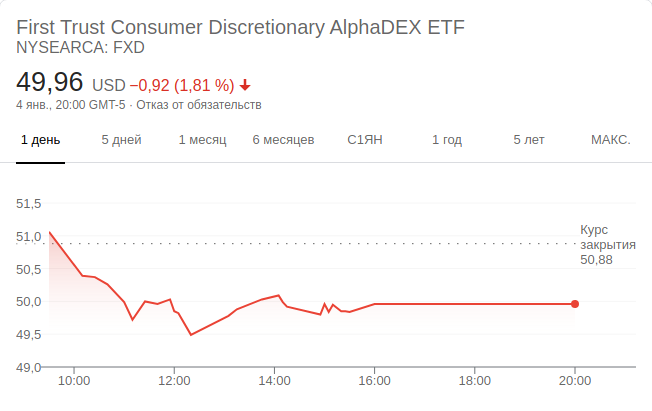 First Trust Consumer Discretionary AlphaDEX ETF
NYSEARCA: FXD
49,96 USD −0,92 (1,81 %)
4 янв., 20:00 GMT-5 · Отказ от обязательств
1 день 5 дней 1 месяц 6 месяцев С1ЯН 1 год 5 лет МАКС.
51,5
51,0
50,5
50,0
49,5
49,0
Курс
закрытия
50,88
10:00 12:00 14:00 16:00 18:00 20:00